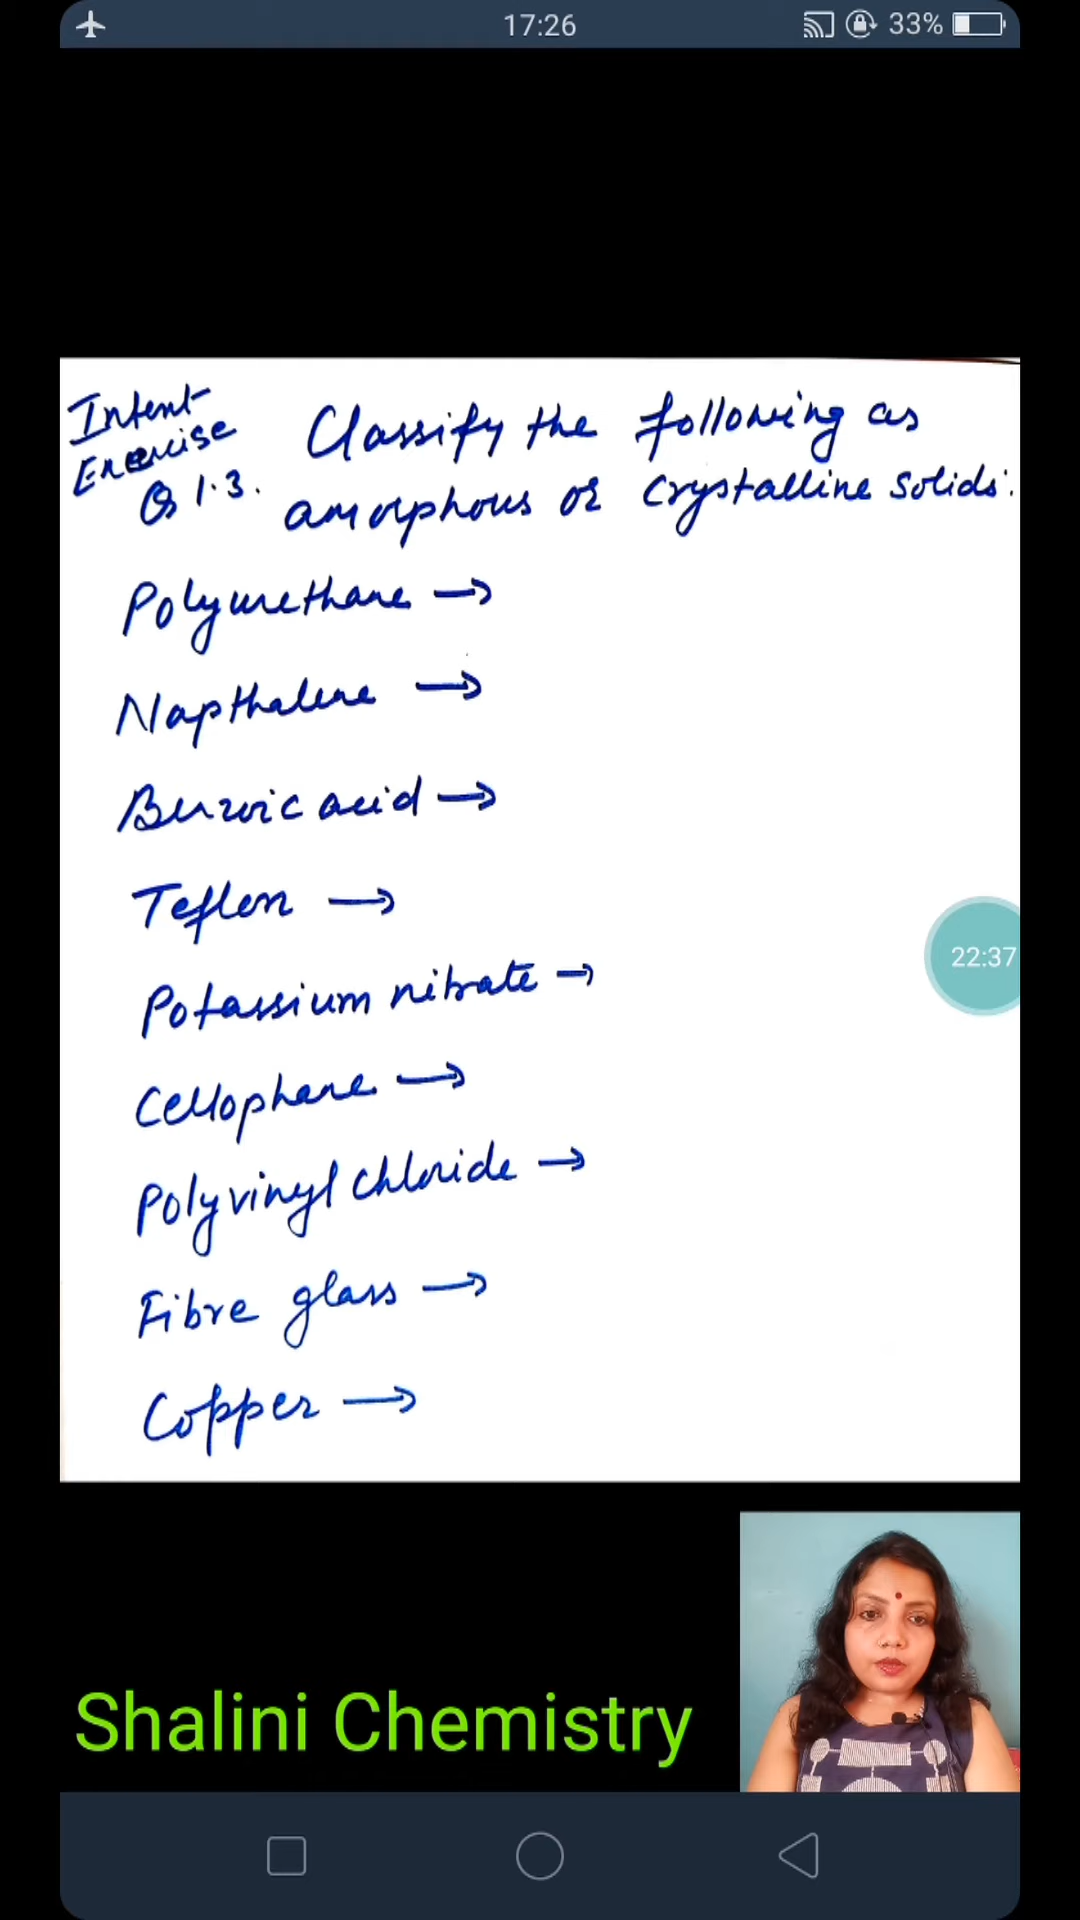 17:26
33%
Intext
Exercise
Q 1.3.
Classify the following as
amorphous or crystalline solids.
Polyurethane →
Napthalene →
Benzoic acid →
Teflon →
Potassium nitrate →
Cellophane →
Polyvinyl chloride →
Fibre glass →
Copper →
22:37
Shalini Chemistry